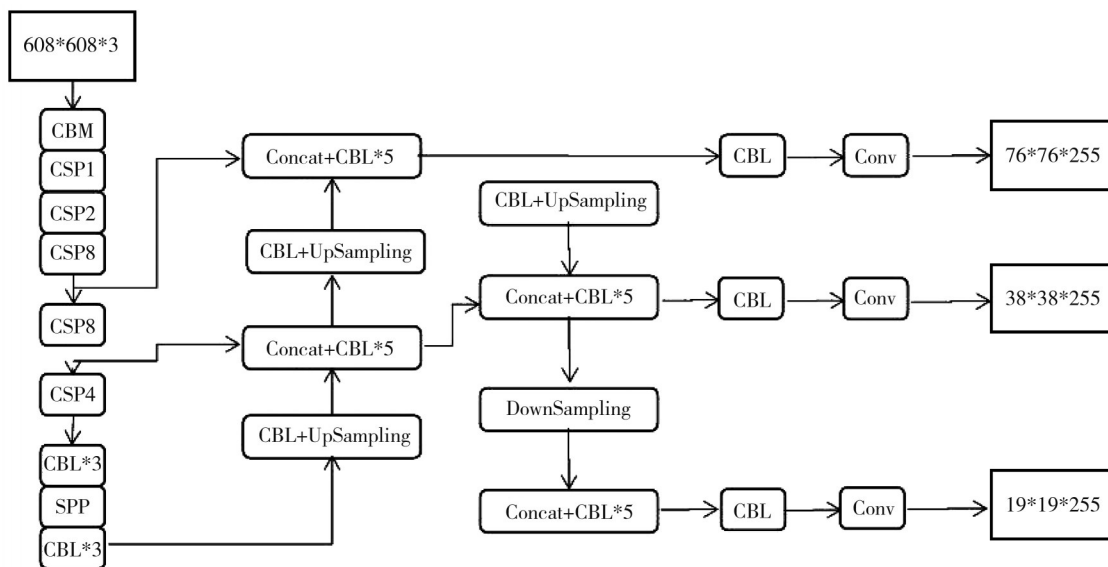 608*608*3
CBM
CSP1
CSP2
CSP8
CSP8
CSP4
CBL*3
SPP
CBL*3
Concat+CBL*5
CBL+UpSampling
Concat+CBL*5
CBL+UpSampling
CBL+UpSampling
Concat+CBL*5
DownSampling
Concat+CBL*5
CBL
Conv
76*76*255
CBL
Conv
38*38*255
CBL
Conv
19*19*255